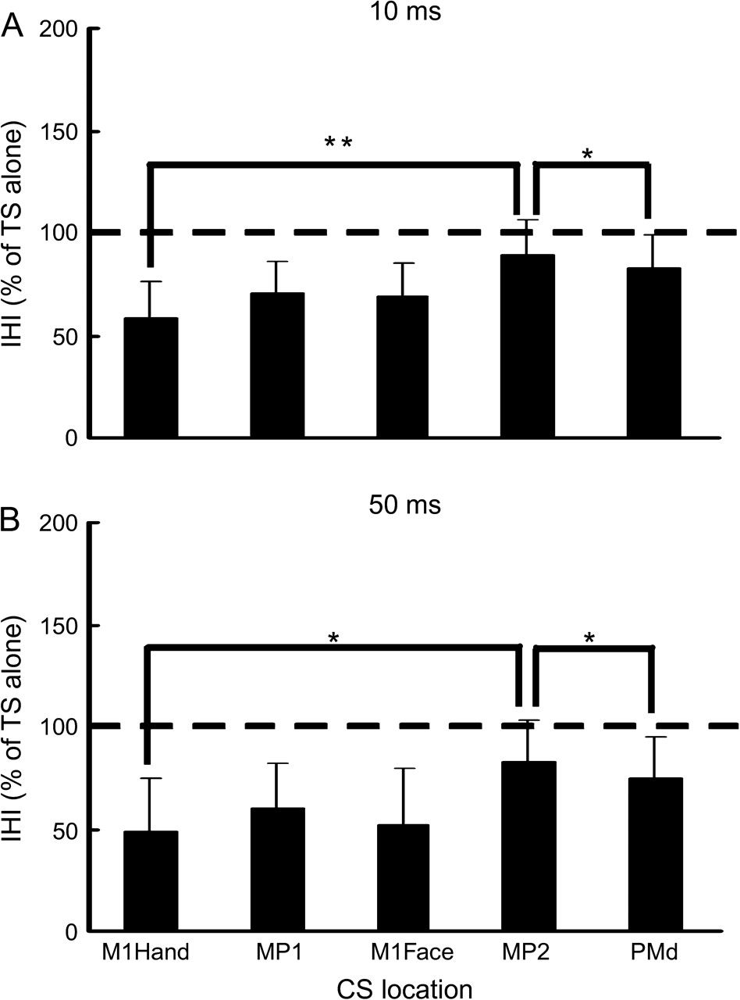 A
10 ms
200
150
100
50
0
IHI (% of TS alone)
**
*
B
50 ms
200
150
100
50
0
IHI (% of TS alone)
*
*
M1Hand MP1 M1Face MP2 PMd
CS location